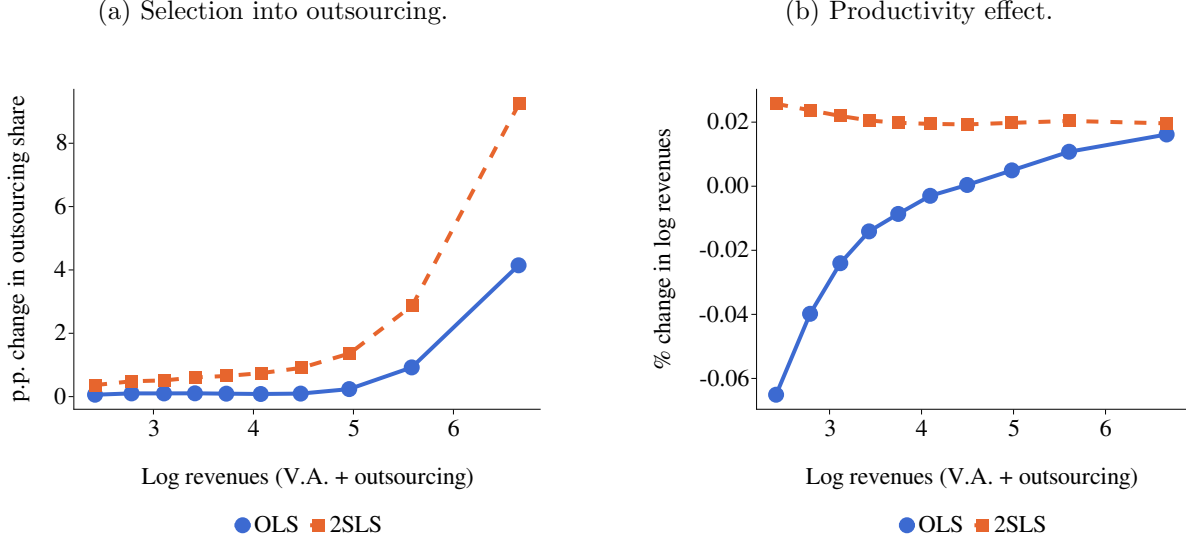 (a) Selection into outsourcing.
p.p. change in outsourcing share
8
6
4
2
0
3 4 5 6
Log revenues (V.A. + outsourcing)
OLS 2SLS
(b) Productivity effect.
% change in log revenues
0.02
0.00
-0.02
-0.04
-0.06
3 4 5 6
Log revenues (V.A. + outsourcing)
OLS 2SLS